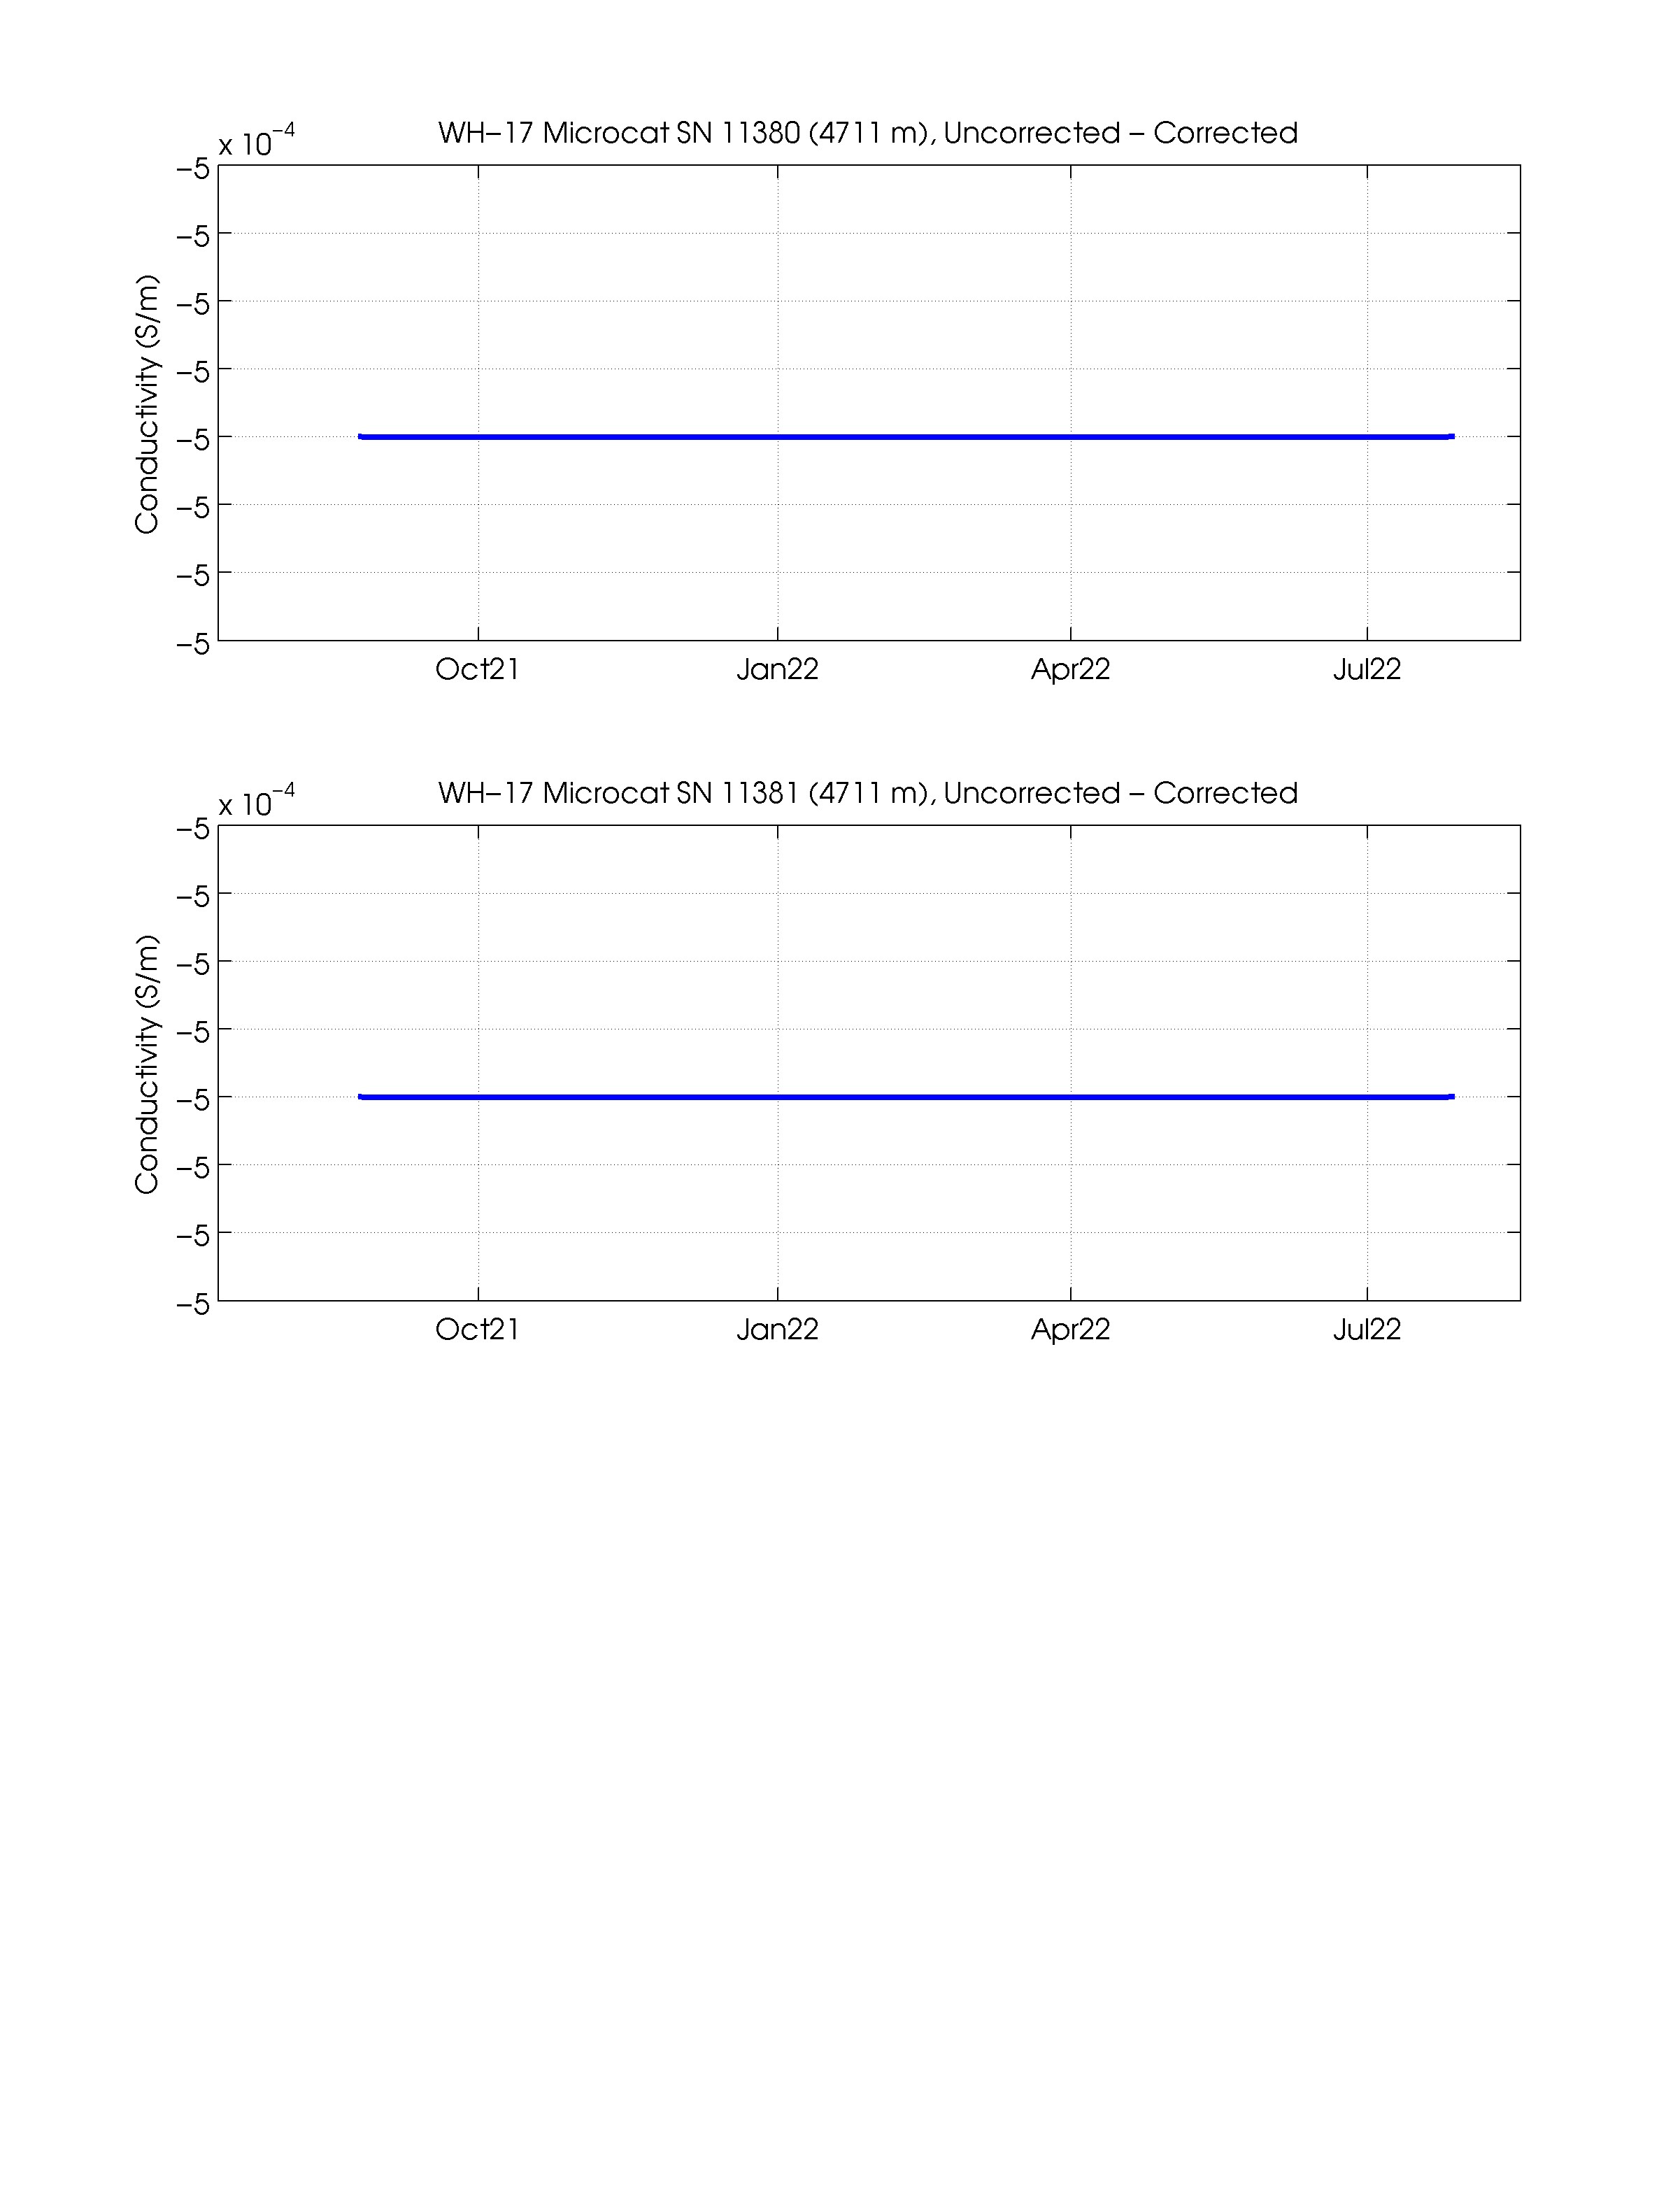 WH−17 Microcat SN 11380 (4711 m), Uncorrected − Corrected
x 10−4
−5
−5
−5
−5
−5
−5
−5
−5
Conductivity (S/m)
Oct21 Jan22 Apr22 Jul22
WH−17 Microcat SN 11381 (4711 m), Uncorrected − Corrected
x 10−4
−5
−5
−5
−5
−5
−5
−5
−5
Conductivity (S/m)
Oct21 Jan22 Apr22 Jul22